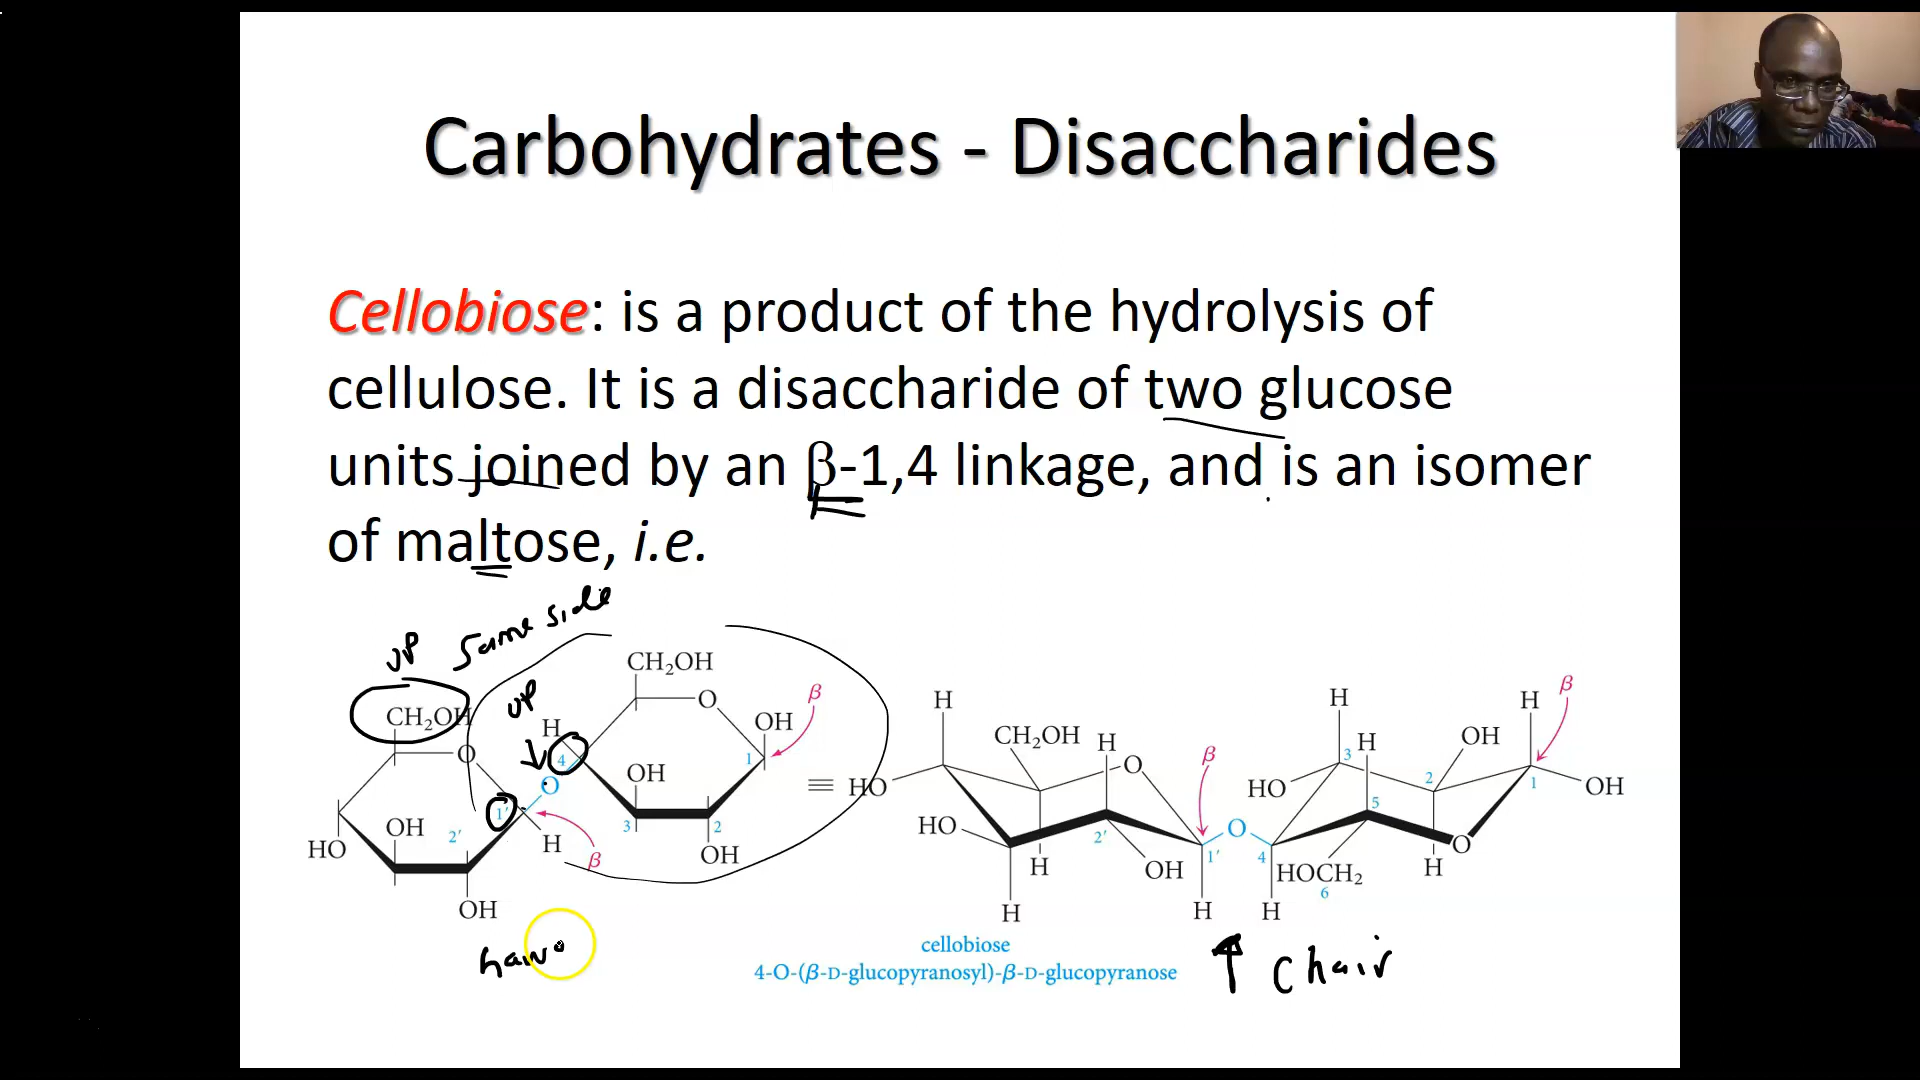 Carbohydrates - Disaccharides
Cellobiose: is a product of the hydrolysis of
cellulose. It is a disaccharide of two glucose
units joined by an β-1,4 linkage, and is an isomer
of maltose, i.e.
UP same side
UP
CH₂OH O H 4 O 1' OH 2' HO H β OH
CH₂OH O OH β 1 OH 3 2 OH
≡
H CH₂OH H O HO HO β 2' O 1' OH H H H
H H OH H β 3 HO 2 1 OH 5 O 4 HOCH₂ 6 H H
cellobiose
4-O-(β-D-glucopyranosyl)-β-D-glucopyranose
Chair